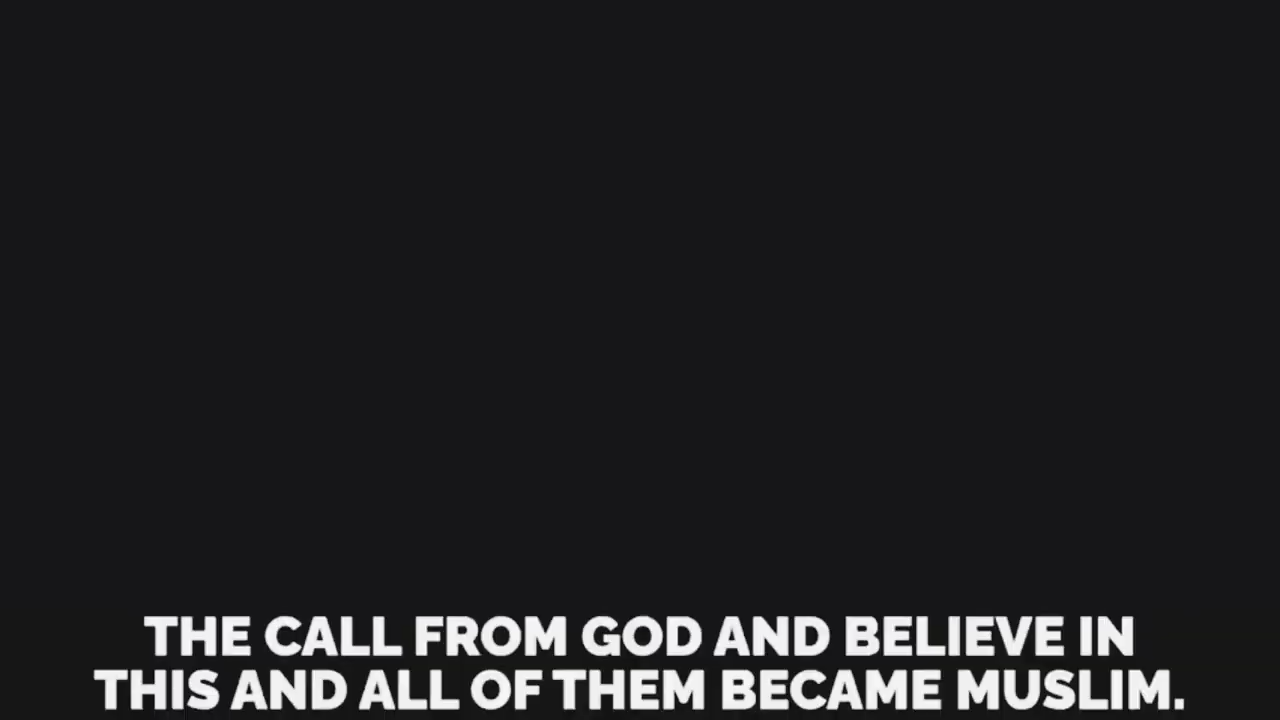 THE CALL FROM GOD AND BELIEVE IN
THIS AND ALL OF THEM BECAME MUSLIM.